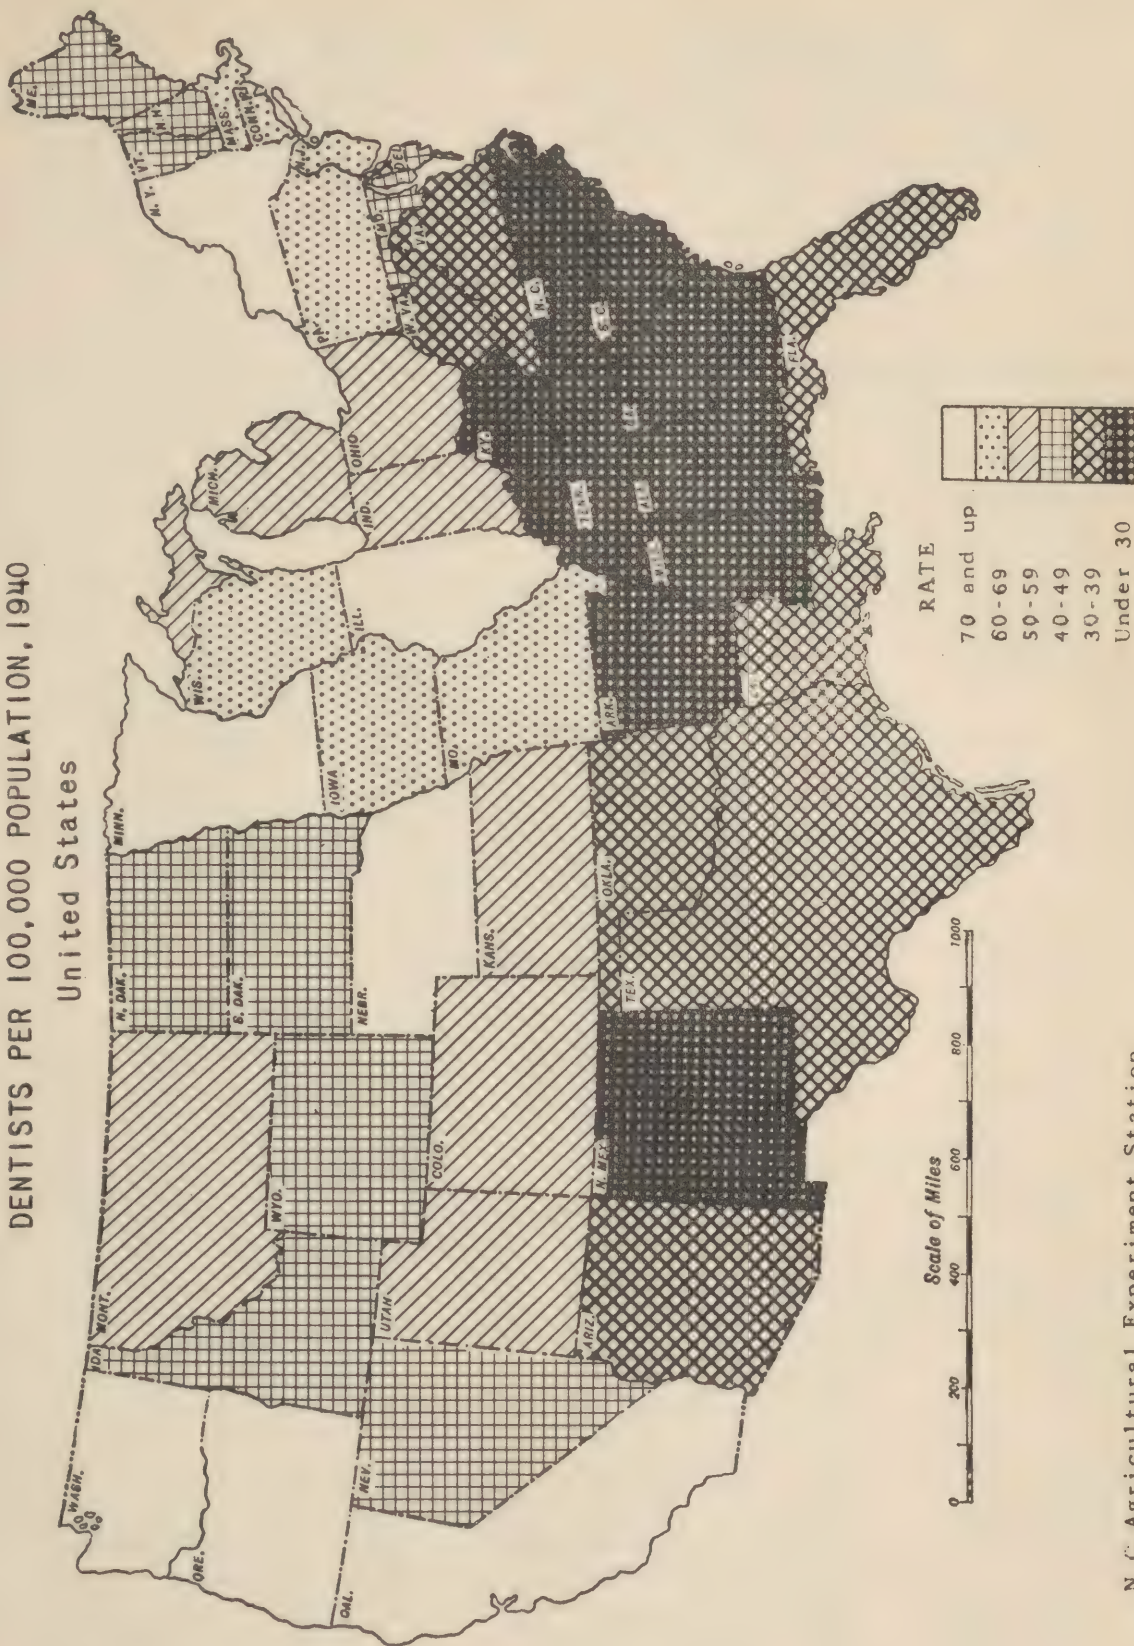 DENTISTS PER 100,000 POPULATION, 1940
United States
WASH.
ORE.
CAL.
IDA.
NEV.
MONT.
WYO.
UTAH
ARIZ.
COLO.
N. MEX.
N. DAK.
S. DAK.
NEBR.
KANS.
OKLA.
TEX.
MINN.
IOWA
MO.
ARK.
WIS.
ILL.
MICH.
IND.
OHIO
KY.
TENN.
MISS.
ALA.
N.C.
S.C.
FLA.
W. VA.
VA.
PA.
MD.
DEL.
N.J.
N. Y.
VT.
N.H.
ME.
MASS.
CONN.
R.I.
Scale of Miles
0 200 400 600 800 1000
RATE
70 and up
60-69
50-59
40-49
30-39
Under 30
N.C. Agricultural Experiment Station